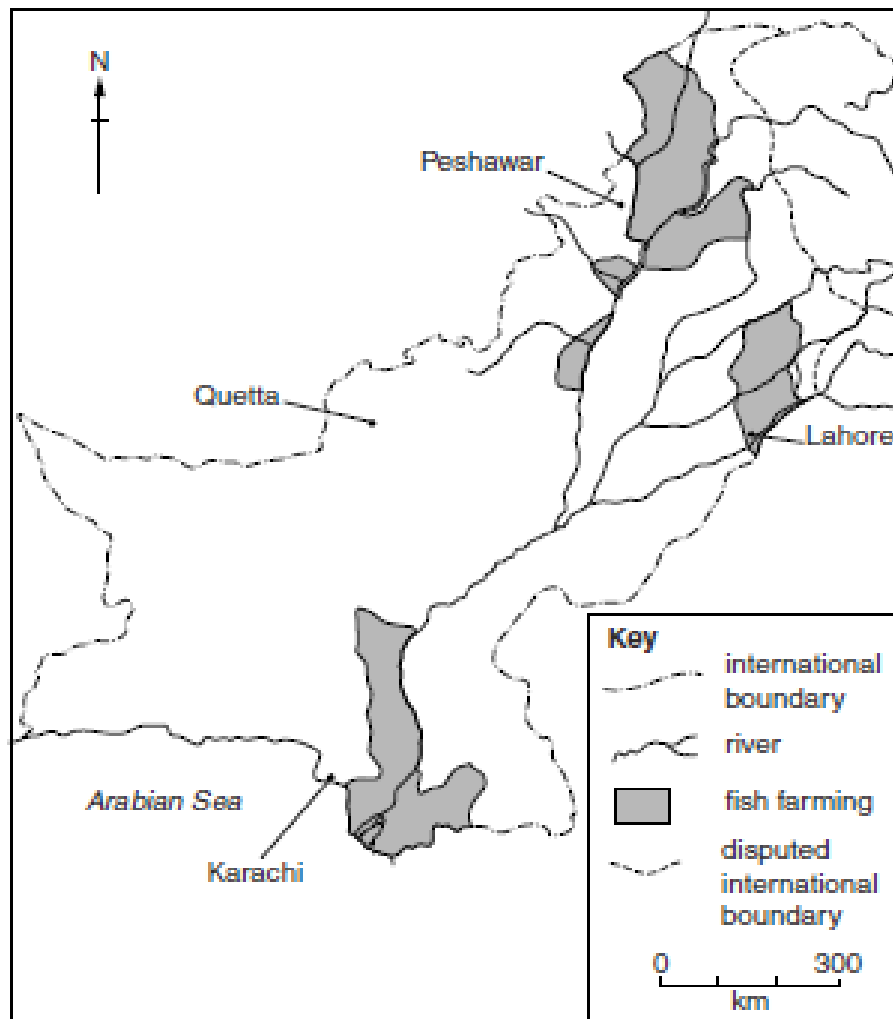 N
Peshawar
Quetta
Lahore
Arabian Sea
Karachi
Key
international
boundary
river
fish farming
disputed
international
boundary
0 300
km